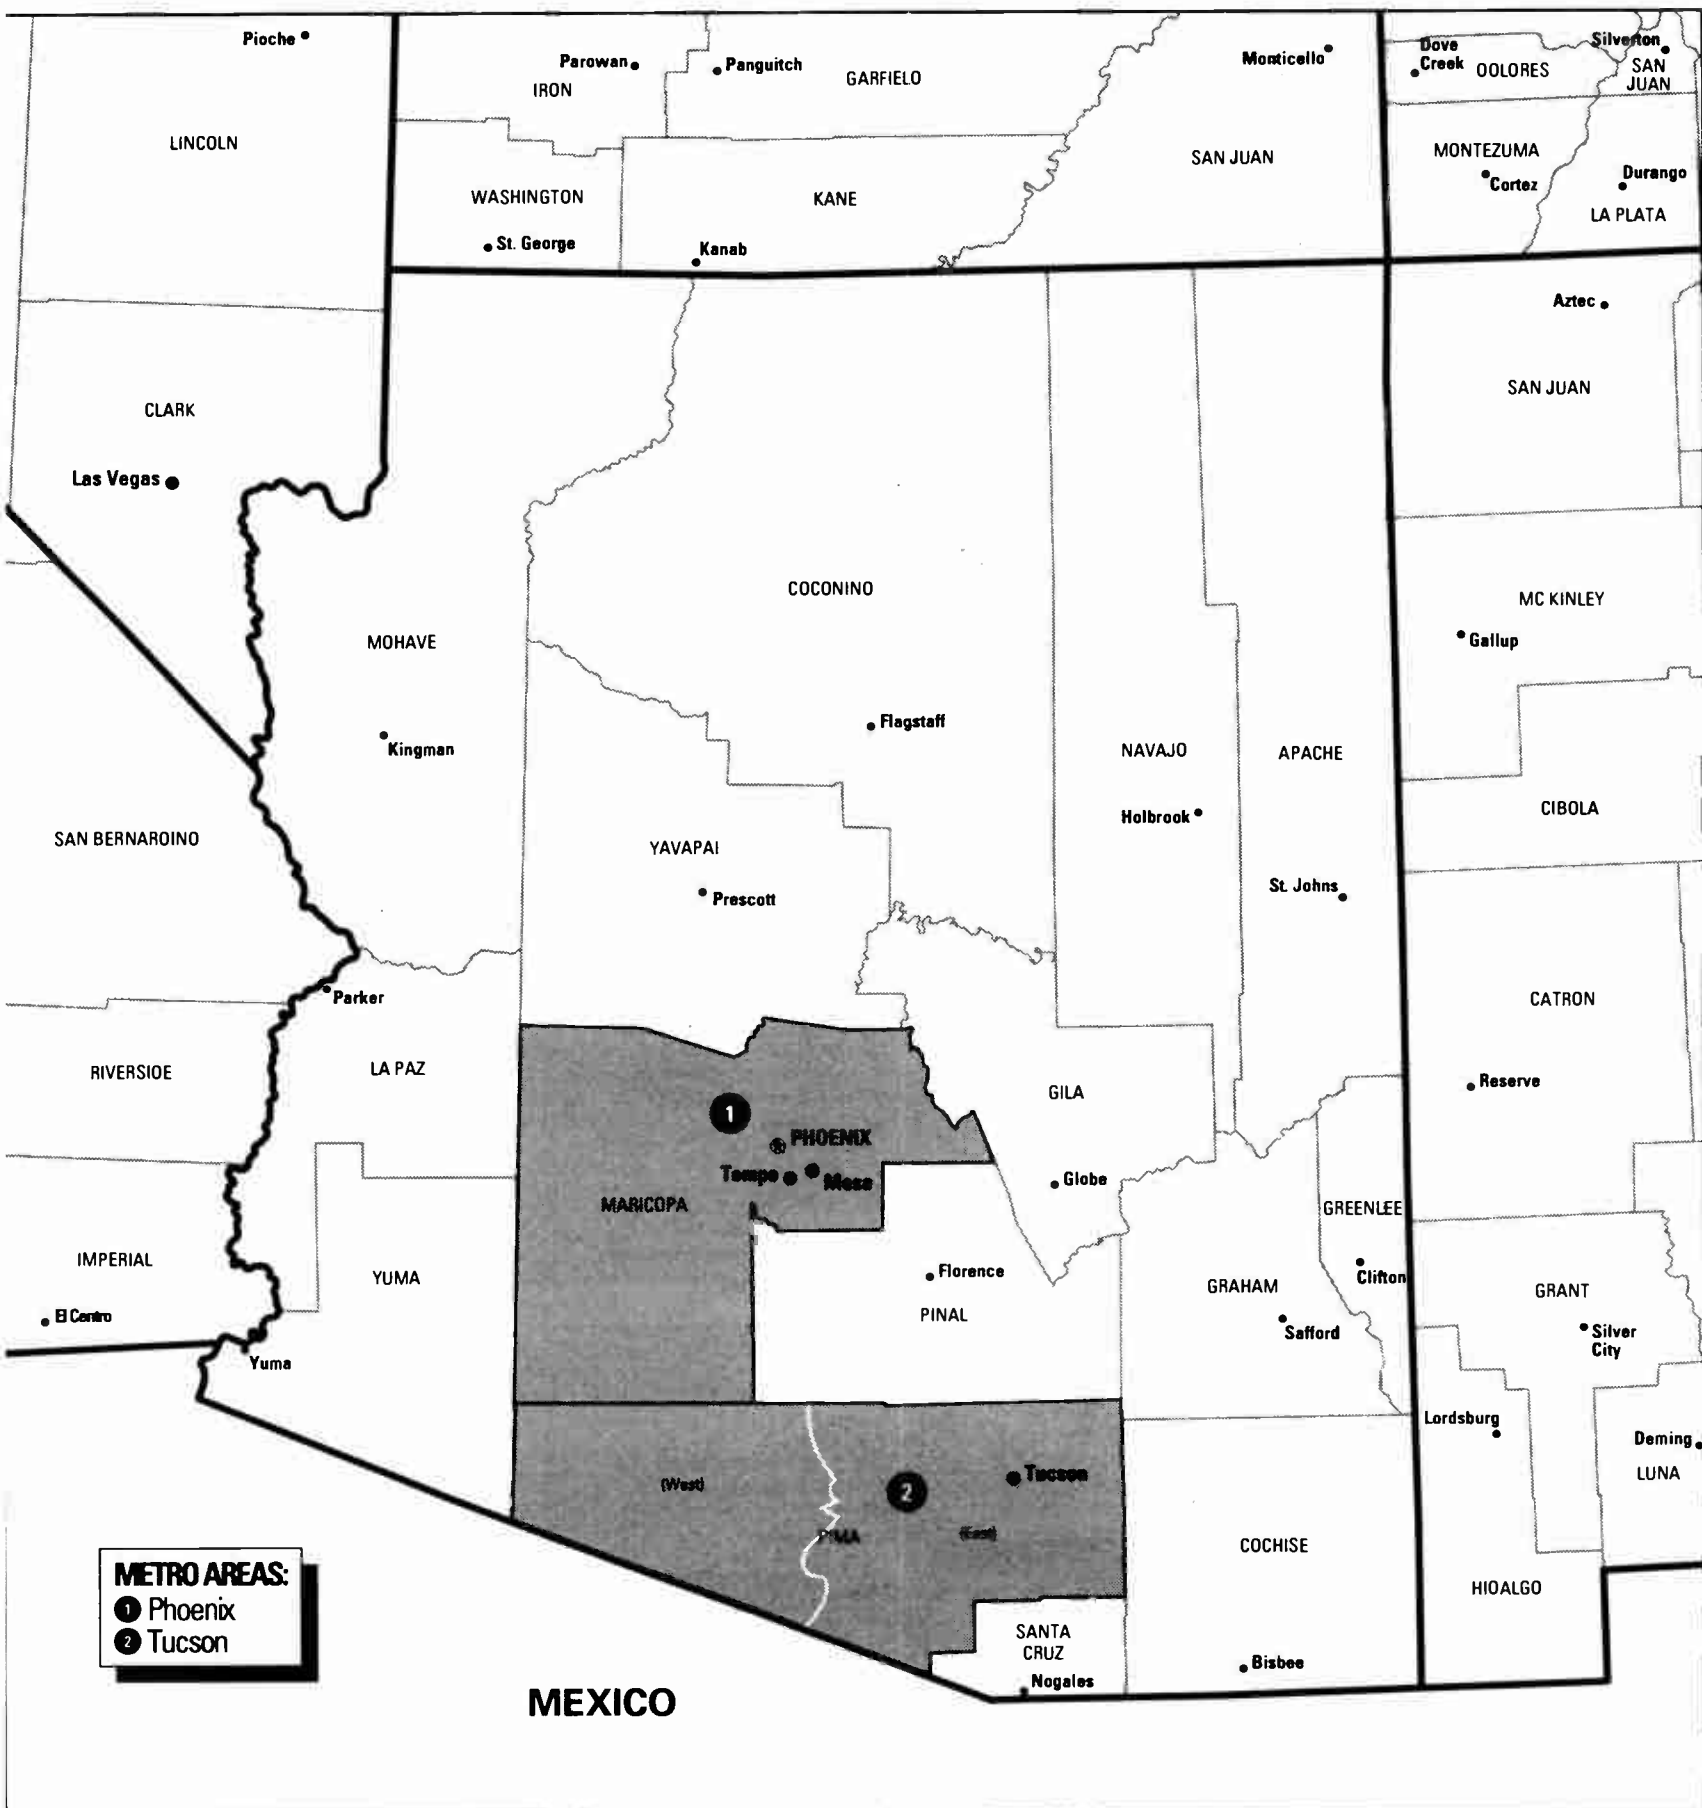 Pioche
Parowan
Panguitch
IRON
GARFIELO
Monticello
Dove
Creek
OOLORES
Silverton
SAN
JUAN
LINCOLN
WASHINGTON
KANE
SAN JUAN
MONTEZUMA
Cortez
Durango
LA PLATA
St. George
Kanab
Aztec
SAN JUAN
CLARK
Las Vegas
COCONINO
MC KINLEY
Gallup
MOHAVE
Kingman
Flagstaff
NAVAJO
APACHE
Holbrook
CIBOLA
SAN BERNAROINO
YAVAPAI
Prescott
St. Johns
Parker
CATRON
RIVERSIOE
LA PAZ
1
PHOENIX
Tempe
Mesa
GILA
Reserve
MARICOPA
Globe
GREENLEE
IMPERIAL
YUMA
Florence
PINAL
GRAHAM
Clifton
GRANT
El Centro
Safford
Silver
City
Yuma
Lordsburg
Deming
LUNA
(West)
2
Tucson
PIMA
(East)
COCHISE
HIOALGO
METRO AREAS:
1 Phoenix
2 Tucson
SANTA
CRUZ
Nogales
Bisbee
MEXICO